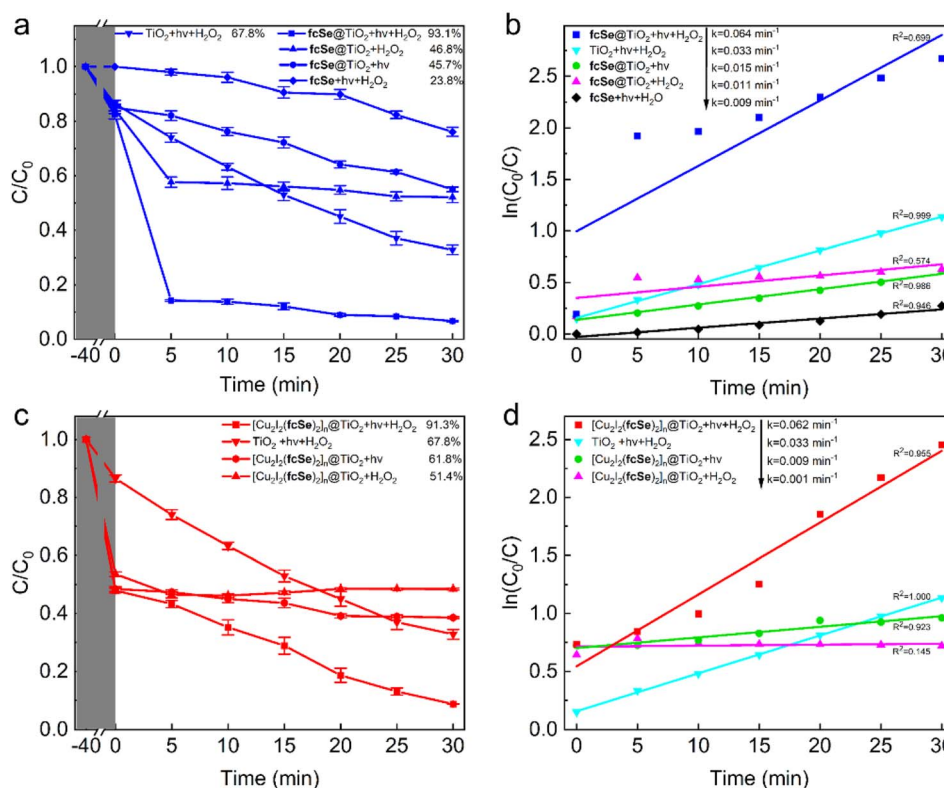 a
TiO₂+hv+H₂O₂ 67.8%
fcSe@TiO₂+hv+H₂O₂ 93.1%
fcSe@TiO₂+H₂O₂ 46.8%
fcSe@TiO₂+hv 45.7%
fcSe+hv+H₂O₂ 23.8%
C/C₀
1.0
0.8
0.6
0.4
0.2
0.0
-40 0 5 10 15 20 25 30
Time (min)
b
fcSe@TiO₂+hv+H₂O₂ k=0.064 min⁻¹
TiO₂+hv+H₂O₂ k=0.033 min⁻¹
fcSe@TiO₂+hv k=0.015 min⁻¹
fcSe@TiO₂+H₂O₂ k=0.011 min⁻¹
fcSe+hv+H₂O k=0.009 min⁻¹
R²=0.699
R²=0.999
R²=0.574
R²=0.986
R²=0.946
ln(C₀/C)
2.5
2.0
1.5
1.0
0.5
0.0
0 5 10 15 20 25 30
Time (min)
c
[Cu₂I₂(fcSe)₂]ₙ@TiO₂+hv+H₂O₂ 91.3%
TiO₂ +hv+H₂O₂ 67.8%
[Cu₂I₂(fcSe)₂]ₙ@TiO₂+hv 61.8%
[Cu₂I₂(fcSe)₂]ₙ@TiO₂+H₂O₂ 51.4%
C/C₀
1.0
0.8
0.6
0.4
0.2
0.0
-40 0 5 10 15 20 25 30
Time (min)
d
[Cu₂I₂(fcSe)₂]ₙ@TiO₂+hv+H₂O₂ k=0.062 min⁻¹
TiO₂ +hv+H₂O₂ k=0.033 min⁻¹
[Cu₂I₂(fcSe)₂]ₙ@TiO₂+hv k=0.009 min⁻¹
[Cu₂I₂(fcSe)₂]ₙ@TiO₂+H₂O₂ k=0.001 min⁻¹
R²=0.955
R²=1.000
R²=0.923
R²=0.145
ln(C₀/C)
2.5
2.0
1.5
1.0
0.5
0.0
0 5 10 15 20 25 30
Time (min)